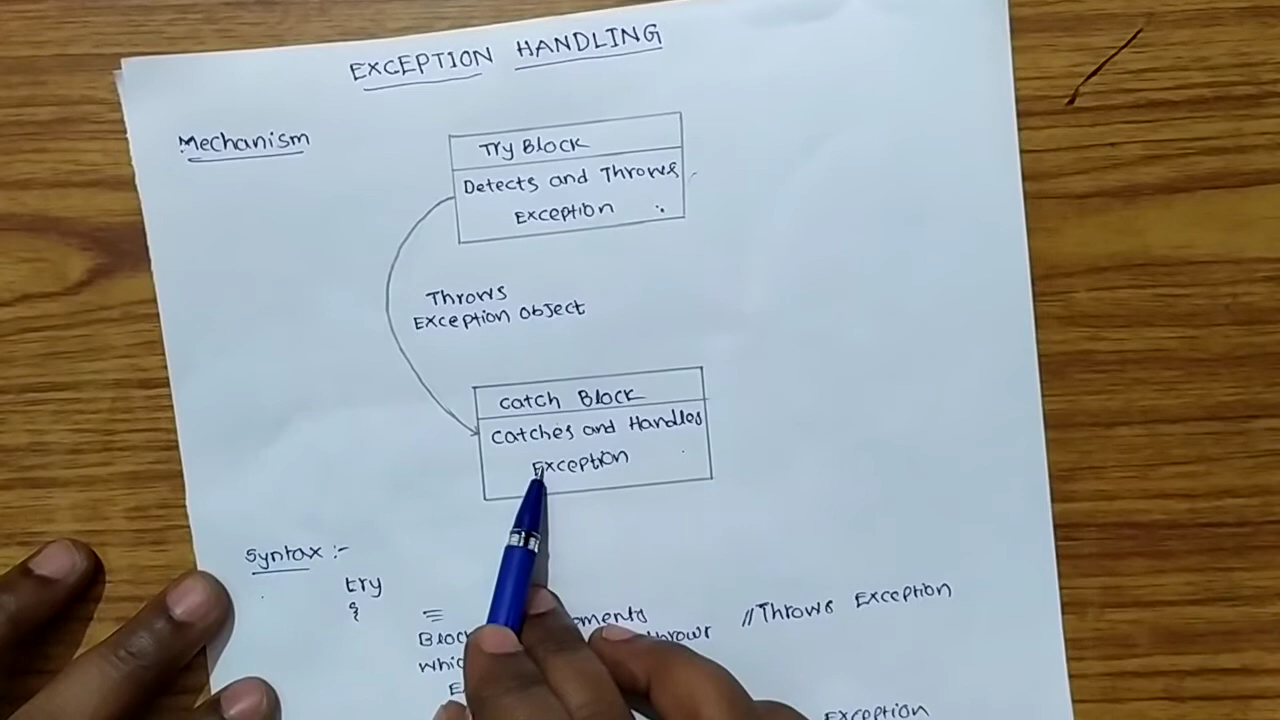 EXCEPTION HANDLING
Mechanism
Try Block
Detects and Throws
Exception
Throws
Exception Object
Catch Block
Catches and Handles
Exception
Syntax :-
try
{
//Throws Exception
Exception